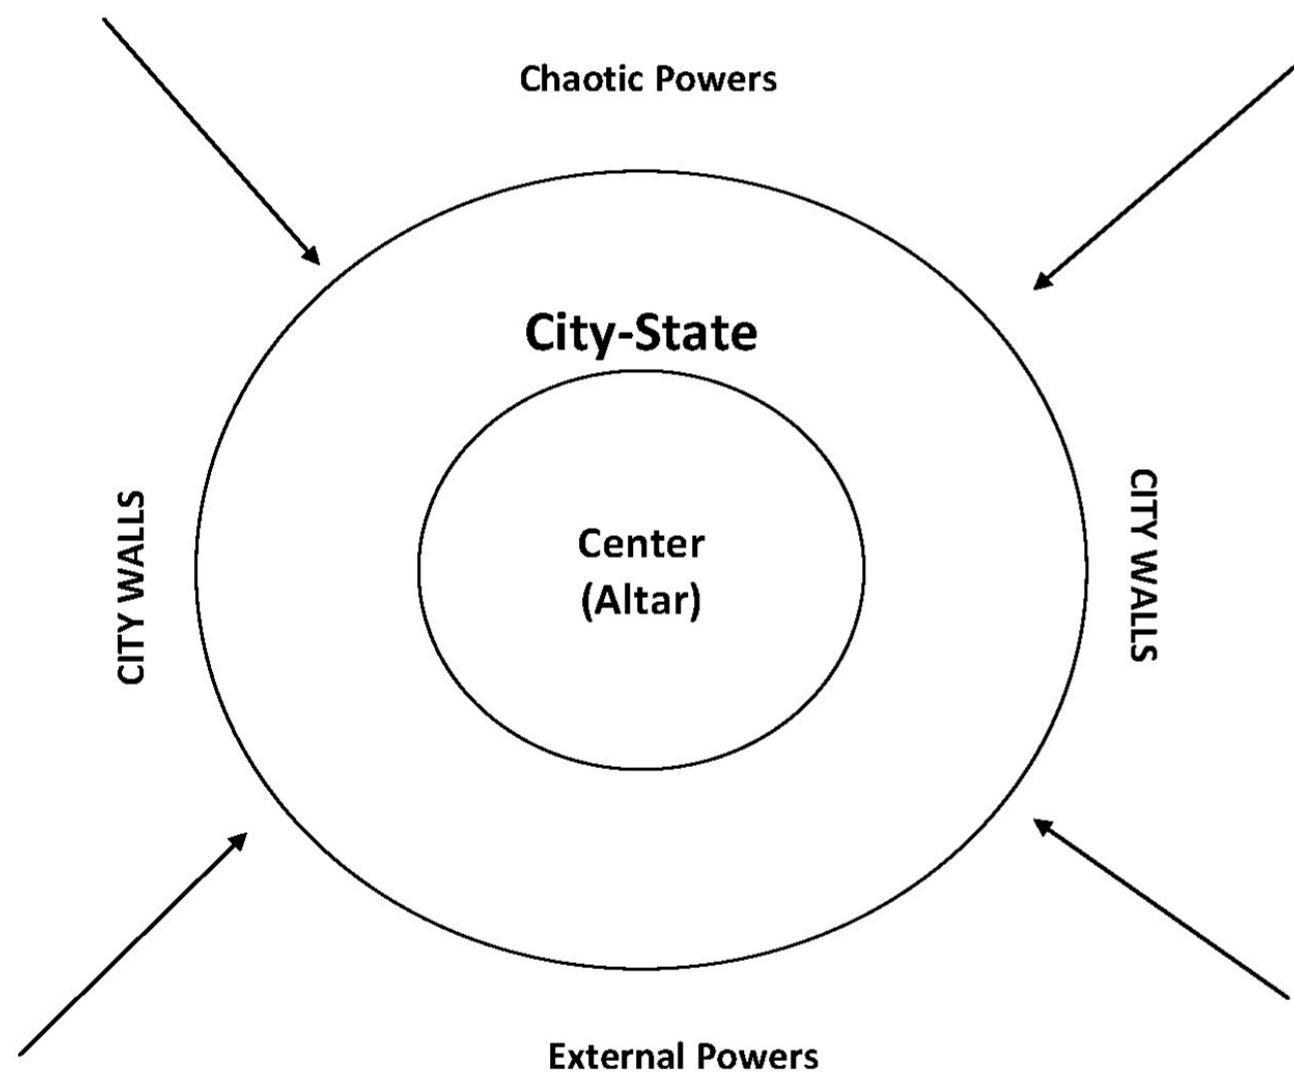 Chaotic Powers
City-State
CITY WALLS
CITY WALLS
Center
(Altar)
External Powers